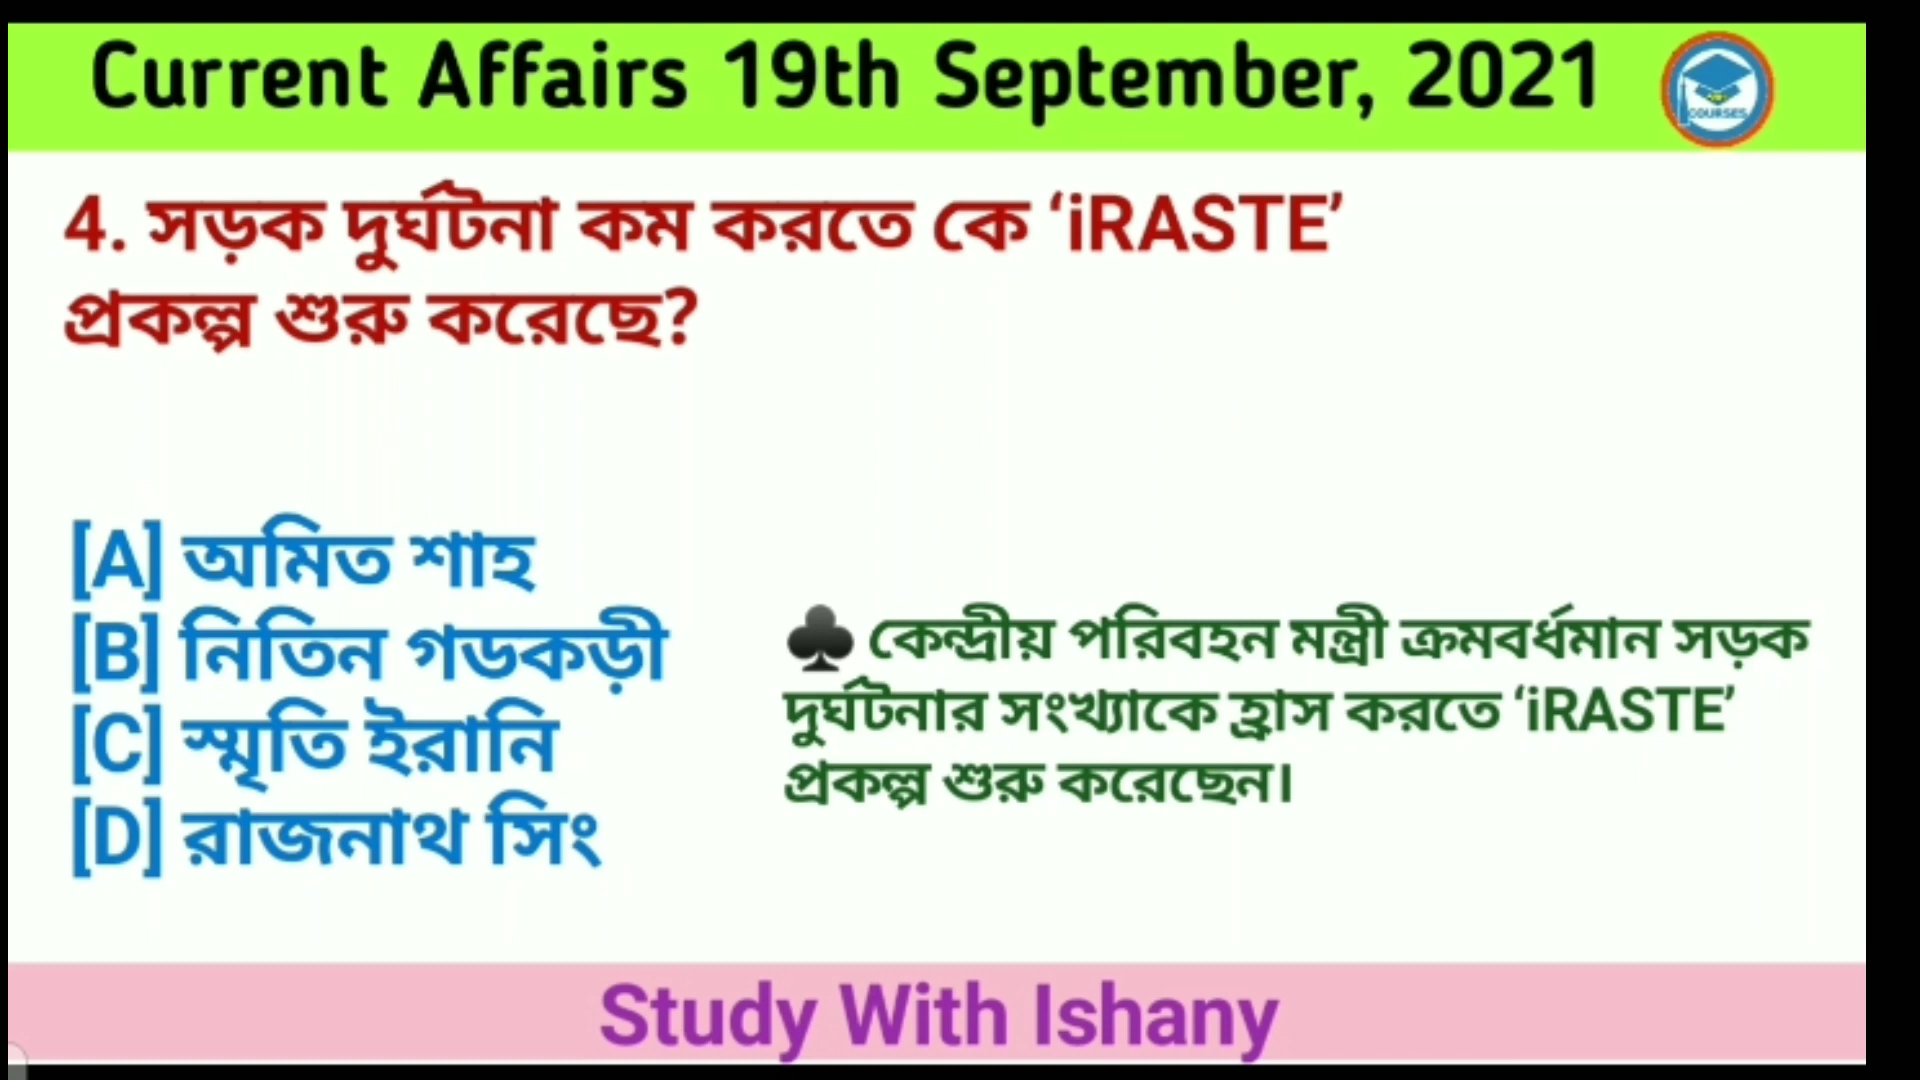 Current Affairs 19th September, 2021
COURSES
4. সড়ক দুর্ঘটনা কম করতে কে ‘iRASTE’
প্রকল্প শুরু করেছে?
[A] অমিত শাহ
[B] নিতিন গডকড়ী
[C] স্মৃতি ইরানি
[D] রাজনাথ সিং
♣ কেন্দ্রীয় পরিবহন মন্ত্রী ক্রমবর্ধমান সড়ক
দুর্ঘটনার সংখ্যাকে হ্রাস করতে ‘iRASTE’
প্রকল্প শুরু করেছেন।
Study With Ishany